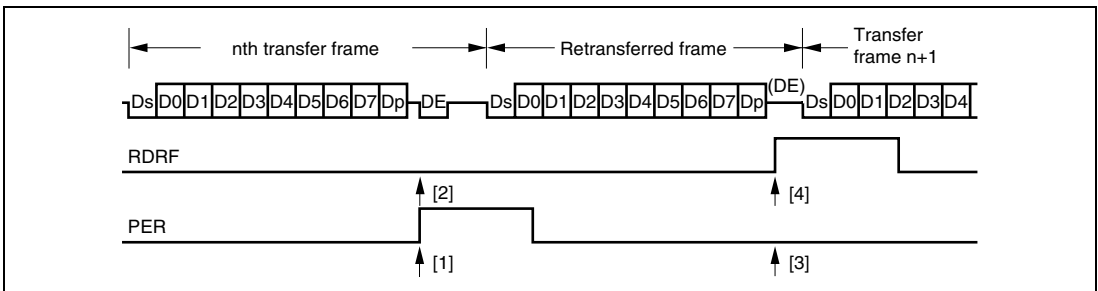 nth transfer frame
Retransferred frame
Transfer
frame n+1
Ds D0 D1 D2 D3 D4 D5 D6 D7 Dp DE Ds D0 D1 D2 D3 D4 D5 D6 D7 Dp (DE) Ds D0 D1 D2 D3 D4
RDRF
[2] [4]
PER
[1] [3]